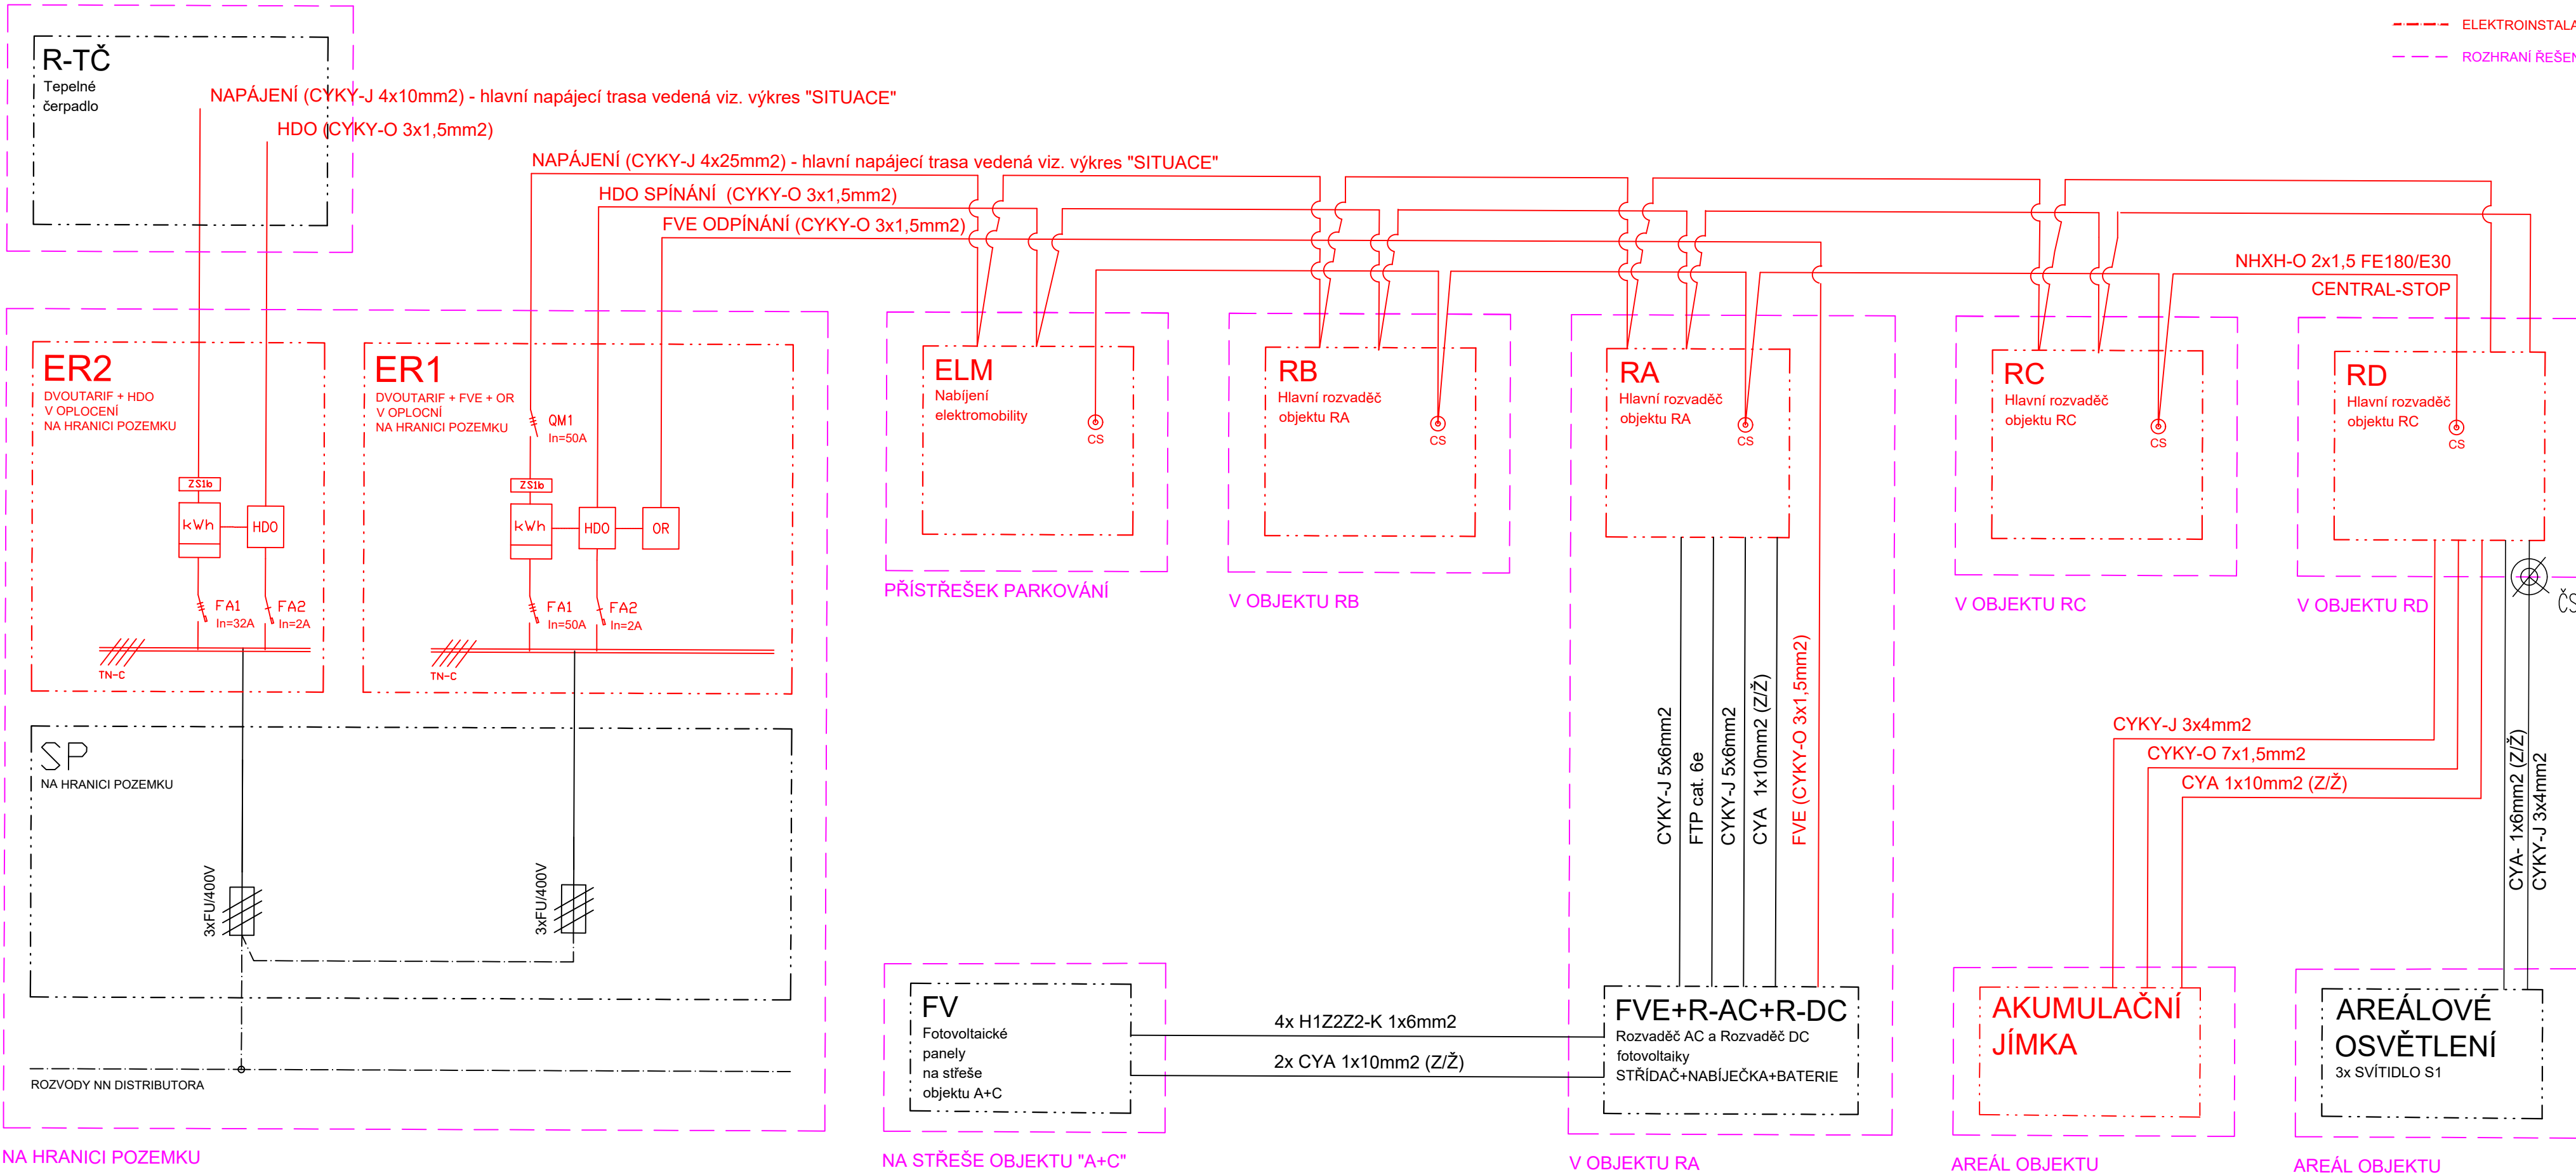 ELEKTROINSTALA
ROZHRANÍ ŘEŠEN
R-TČ
Tepelné
čerpadlo
NAPÁJENÍ (CYKY-J 4x10mm2) - hlavní napájecí trasa vedená viz. výkres "SITUACE"
HDO (CYKY-O 3x1,5mm2)
NAPÁJENÍ (CYKY-J 4x25mm2) - hlavní napájecí trasa vedená viz. výkres "SITUACE"
HDO SPÍNÁNÍ (CYKY-O 3x1,5mm2)
FVE ODPÍNÁNÍ (CYKY-O 3x1,5mm2)
NHXH-O 2x1,5 FE180/E30
CENTRAL-STOP
ER2
DVOUTARIF + HDO
V OPLOCENÍ
NA HRANICI POZEMKU
ZS1b
kWh
HDO
FA1
In=32A
FA2
In=2A
TN-C
ER1
DVOUTARIF + FVE + OR
V OPLOCNÍ
NA HRANICI POZEMKU
QM1
In=50A
ZS1b
kWh
HDO
OR
FA1
In=50A
FA2
In=2A
TN-C
ELM
Nabíjení
elektromobility
CS
PŘÍSTŘEŠEK PARKOVÁNÍ
RB
Hlavní rozvaděč
objektu RA
CS
V OBJEKTU RB
RA
Hlavní rozvaděč
objektu RA
CS
RC
Hlavní rozvaděč
objektu RC
CS
V OBJEKTU RC
RD
Hlavní rozvaděč
objektu RC
CS
V OBJEKTU RD
ČS
SP
NA HRANICI POZEMKU
3xFU/400V
3xFU/400V
ROZVODY NN DISTRIBUTORA
NA HRANICI POZEMKU
CYKY-J 5x6mm2
FTP cat. 6e
CYKY-J 5x6mm2
CYA 1x10mm2 (Z/Ž)
FVE (CYKY-O 3x1,5mm2)
CYKY-J 3x4mm2
CYKY-O 7x1,5mm2
CYA 1x10mm2 (Z/Ž)
CYA- 1x6mm2 (Z/Ž)
CYKY-J 3x4mm2
FV
Fotovoltaické
panely
na střeše
objektu A+C
NA STŘEŠE OBJEKTU "A+C"
4x H1Z2Z2-K 1x6mm2
2x CYA 1x10mm2 (Z/Ž)
FVE+R-AC+R-DC
Rozvaděč AC a Rozvaděč DC
fotovoltaiky
STŘÍDAČ+NABÍJEČKA+BATERIE
V OBJEKTU RA
AKUMULAČNÍ
JÍMKA
AREÁL OBJEKTU
AREÁLOVÉ
OSVĚTLENÍ
3x SVÍTIDLO S1
AREÁL OBJEKTU